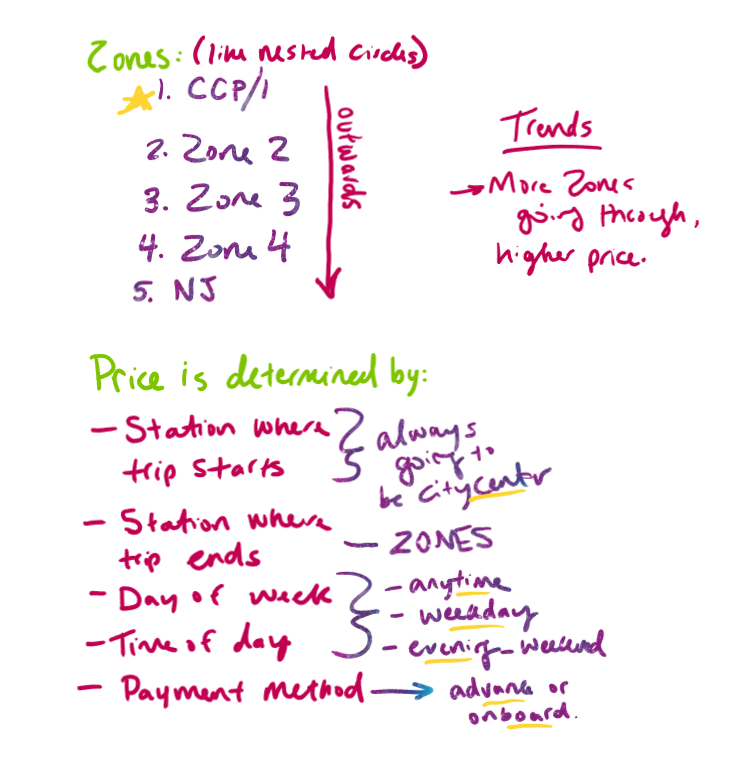 Zones: (like nested circles)
1. CCP/1
2. Zone 2
3. Zone 3
4. Zone 4
5. NJ
outwards
Trends
→ More Zones
going through,
higher price.
Price is determined by:
- Station where
trip starts
always
going to
be citycenter
- Station where
trip ends
- ZONES
- Day of week
- Time of day
- anytime
- weekday
- evening_weekend
- Payment method → advance or
onboard.